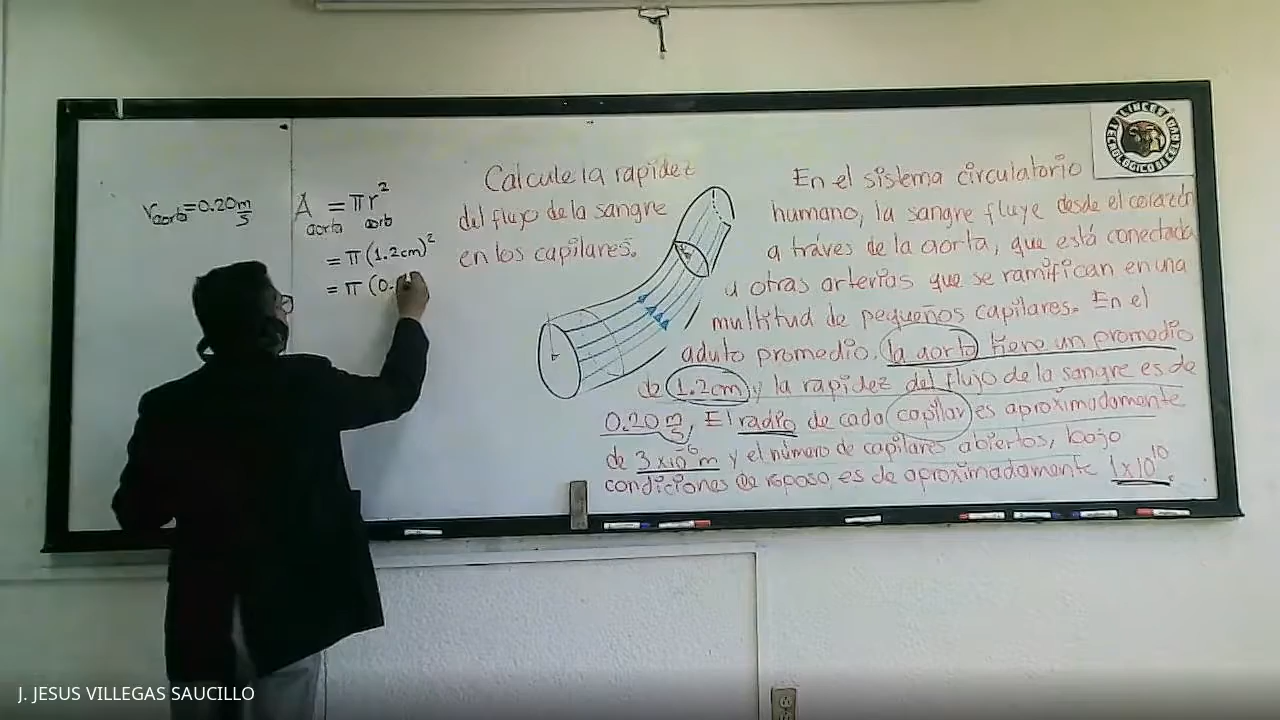 Vaorta=0.20 m/s
A aorta = πr² aorta
= π(1.2cm)²
= π(0.
Calcule la rapidez
del flujo de la sangre
en los capilares.
En el sistema circulatorio
humano, la sangre fluye desde el corazón
a tráves de la aorta, que está conectada
a otras arterias que se ramifican en una
multitud de pequeños capilares. En el
adulto promedio, la aorta tiene un promedio
de 1.2cm y la rapidez del flujo de la sangre es de
0.20 m/s, El radio de cada capilar es aproximadamente
de 3x10⁻⁶m y el número de capilares abiertos, bajo
condiciones de reposo, es de aproximadamente 1x10¹⁰.
LINCES
TECNOLÓGICO
J. JESUS VILLEGAS SAUCILLO